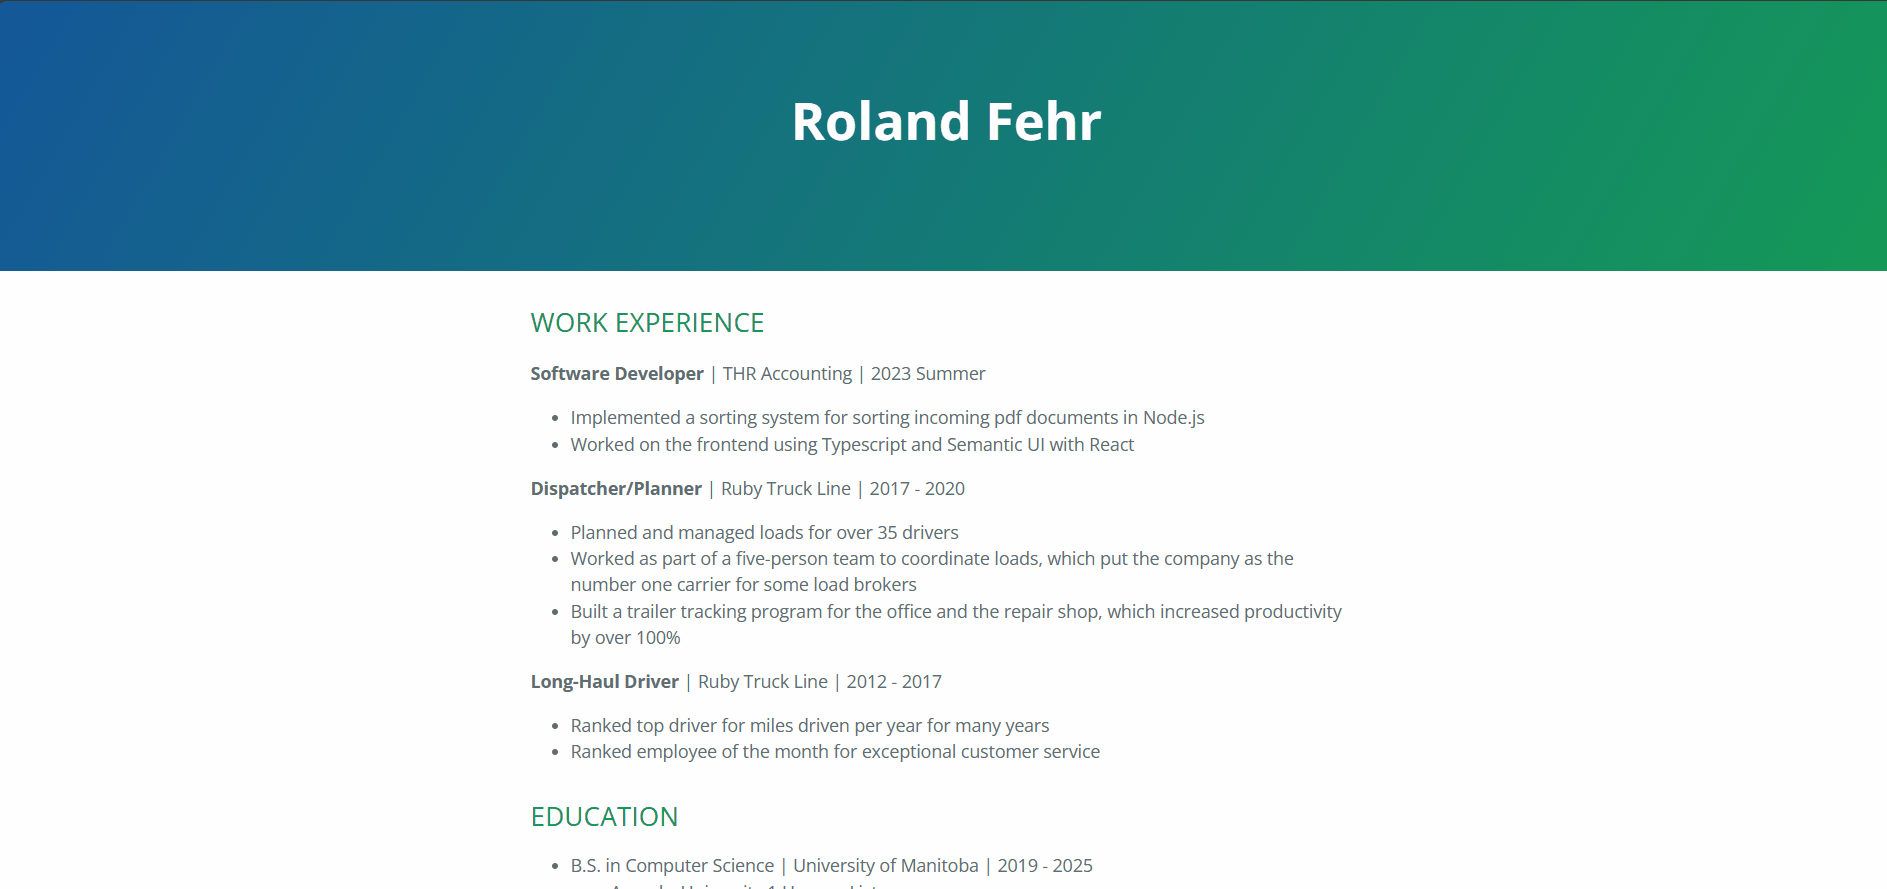 Roland Fehr
WORK EXPERIENCE
Software Developer | THR Accounting | 2023 Summer
• Implemented a sorting system for sorting incoming pdf documents in Node.js
• Worked on the frontend using Typescript and Semantic UI with React
Dispatcher/Planner | Ruby Truck Line | 2017 - 2020
• Planned and managed loads for over 35 drivers
• Worked as part of a five-person team to coordinate loads, which put the company as the
number one carrier for some load brokers
• Built a trailer tracking program for the office and the repair shop, which increased productivity
by over 100%
Long-Haul Driver | Ruby Truck Line | 2012 - 2017
• Ranked top driver for miles driven per year for many years
• Ranked employee of the month for exceptional customer service
EDUCATION
• B.S. in Computer Science | University of Manitoba | 2019 - 2025